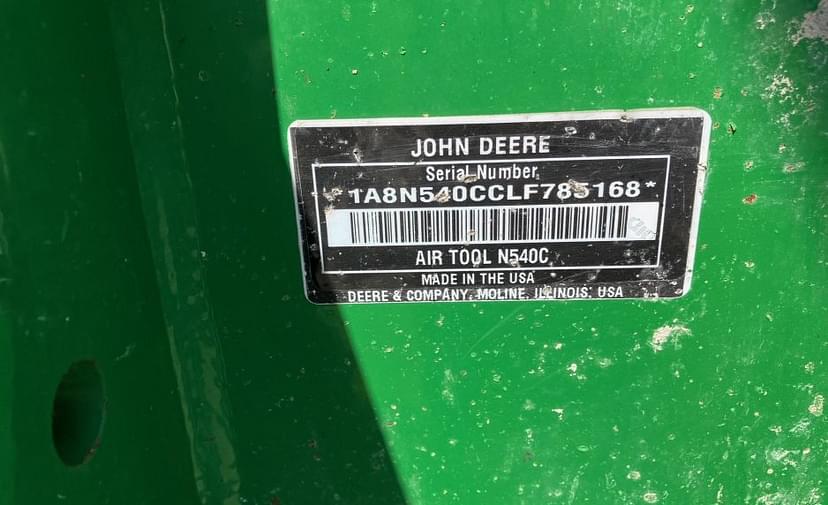 JOHN DEERE
Serial Number
*1A8N540CCLF785168*
AIR TOOL N540C
MADE IN THE USA
DEERE & COMPANY, MOLINE, ILLINOIS, USA